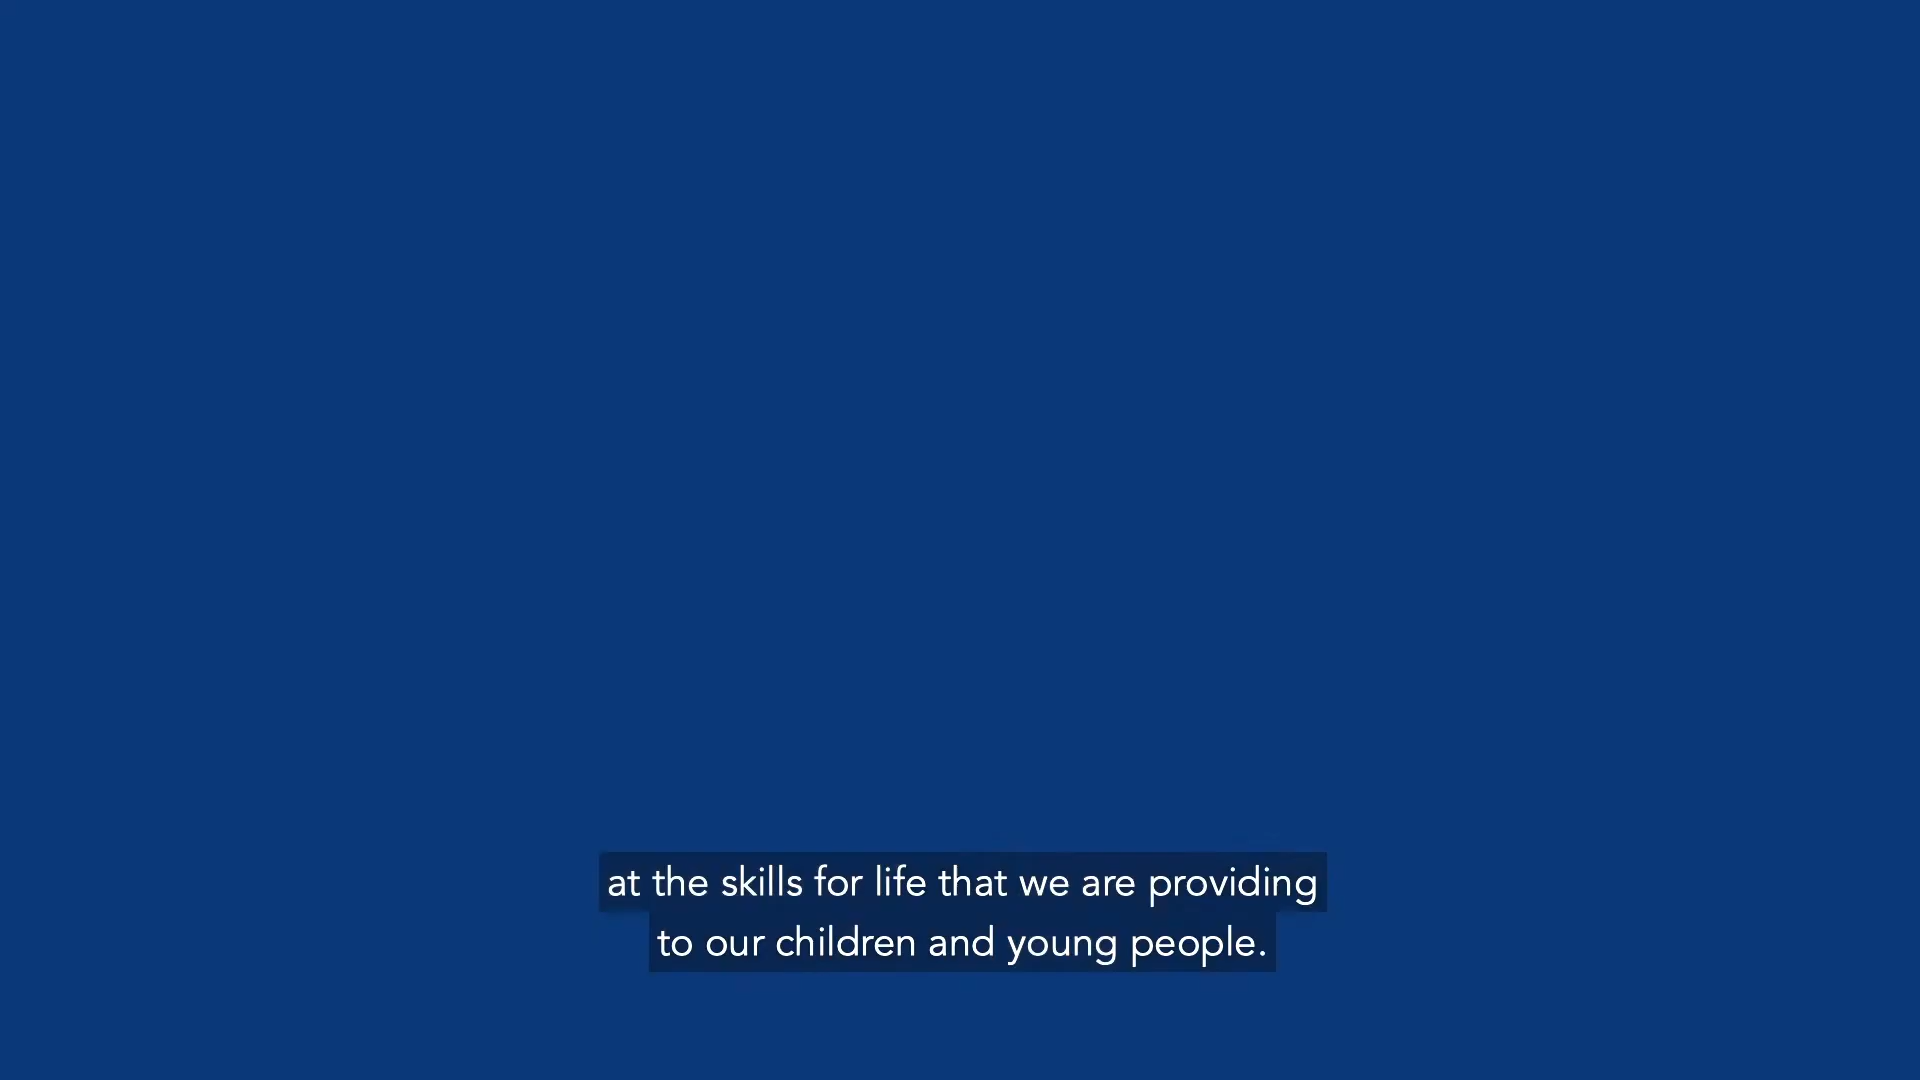 at the skills for life that we are providing
to our children and young people.